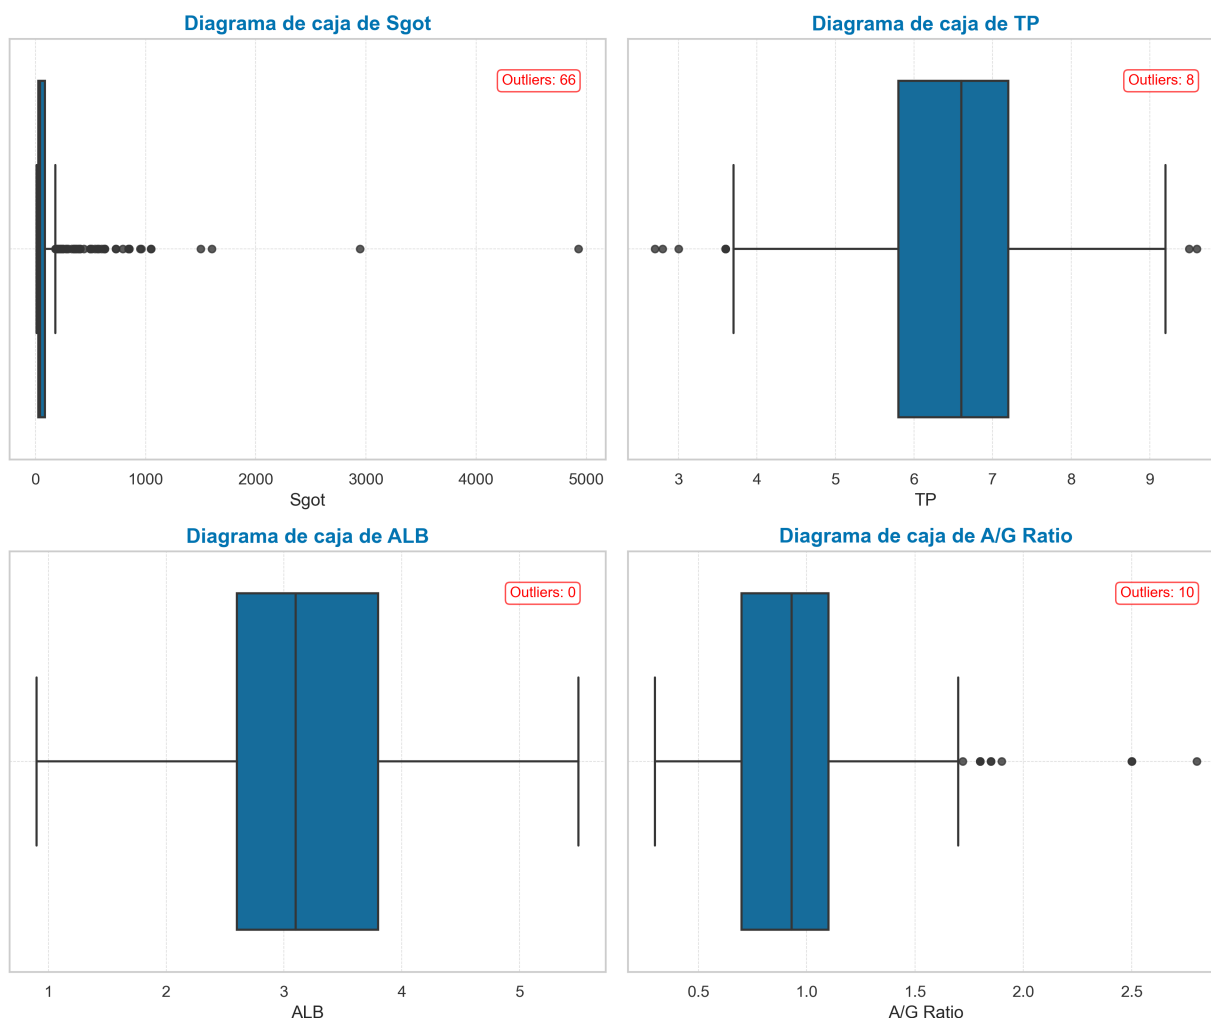 Diagrama de caja de Sgot
Outliers: 66
0 1000 2000 3000 4000 5000
Sgot
Diagrama de caja de TP
Outliers: 8
3 4 5 6 7 8 9
TP
Diagrama de caja de ALB
Outliers: 0
1 2 3 4 5
ALB
Diagrama de caja de A/G Ratio
Outliers: 10
0.5 1.0 1.5 2.0 2.5
A/G Ratio